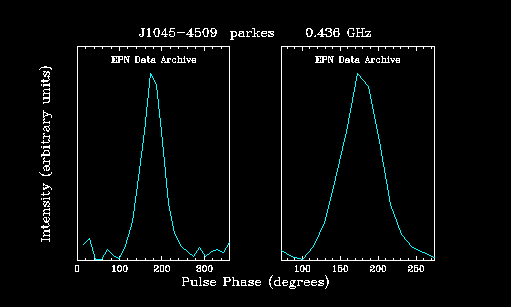 J1045-4509 parkes 0.436 GHz
EPN Data Archive EPN Data Archive
Intensity (arbitrary units)
0 100 200 300 100 150 200 250
Pulse Phase (degrees)